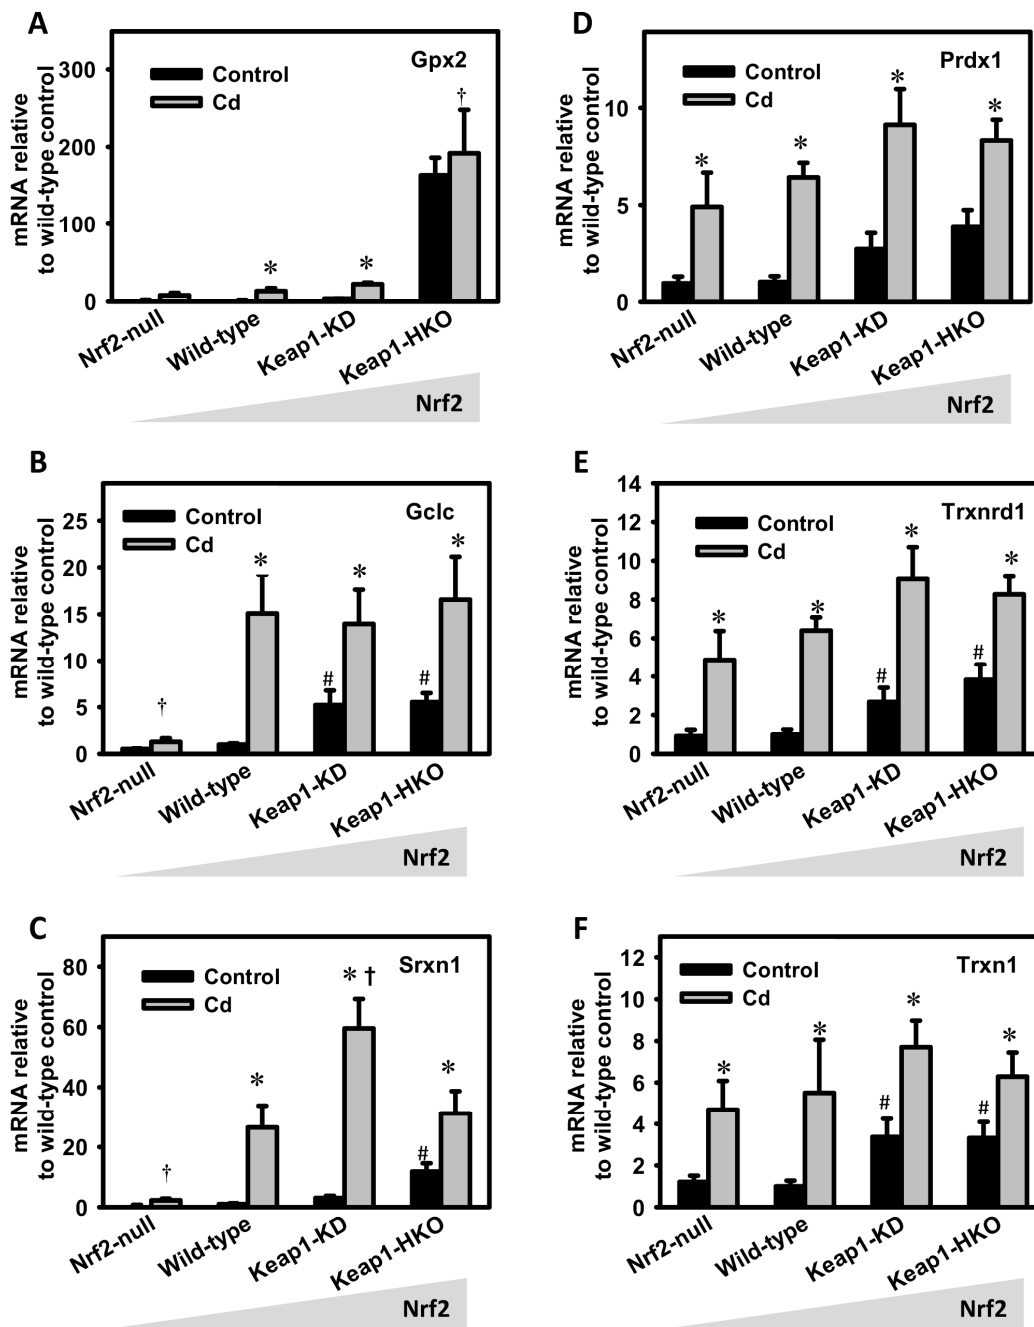 A
Gpx2
Control
Cd
mRNA relative
to wild-type control
300
200
100
0
†
*
*
Nrf2-null
Wild-type
Keap1-KD
Keap1-HKO
Nrf2
D
Prdx1
Control
Cd
mRNA relative
to wild-type control
10
5
0
*
*
*
*
Nrf2-null
Wild-type
Keap1-KD
Keap1-HKO
Nrf2
B
Gclc
Control
Cd
mRNA relative
to wild-type control
25
20
15
10
5
0
†
*
#
*
#
*
Nrf2-null
Wild-type
Keap1-KD
Keap1-HKO
Nrf2
E
Trxnrd1
Control
Cd
mRNA relative
to wild-type control
14
12
10
8
6
4
2
0
*
*
#
*
#
*
Nrf2-null
Wild-type
Keap1-KD
Keap1-HKO
Nrf2
C
Srxn1
Control
Cd
mRNA relative
to wild-type control
80
60
40
20
0
†
*
* †
#
*
Nrf2-null
Wild-type
Keap1-KD
Keap1-HKO
Nrf2
F
Trxn1
Control
Cd
mRNA relative
to wild-type control
12
10
8
6
4
2
0
*
*
#
*
#
*
Nrf2-null
Wild-type
Keap1-KD
Keap1-HKO
Nrf2